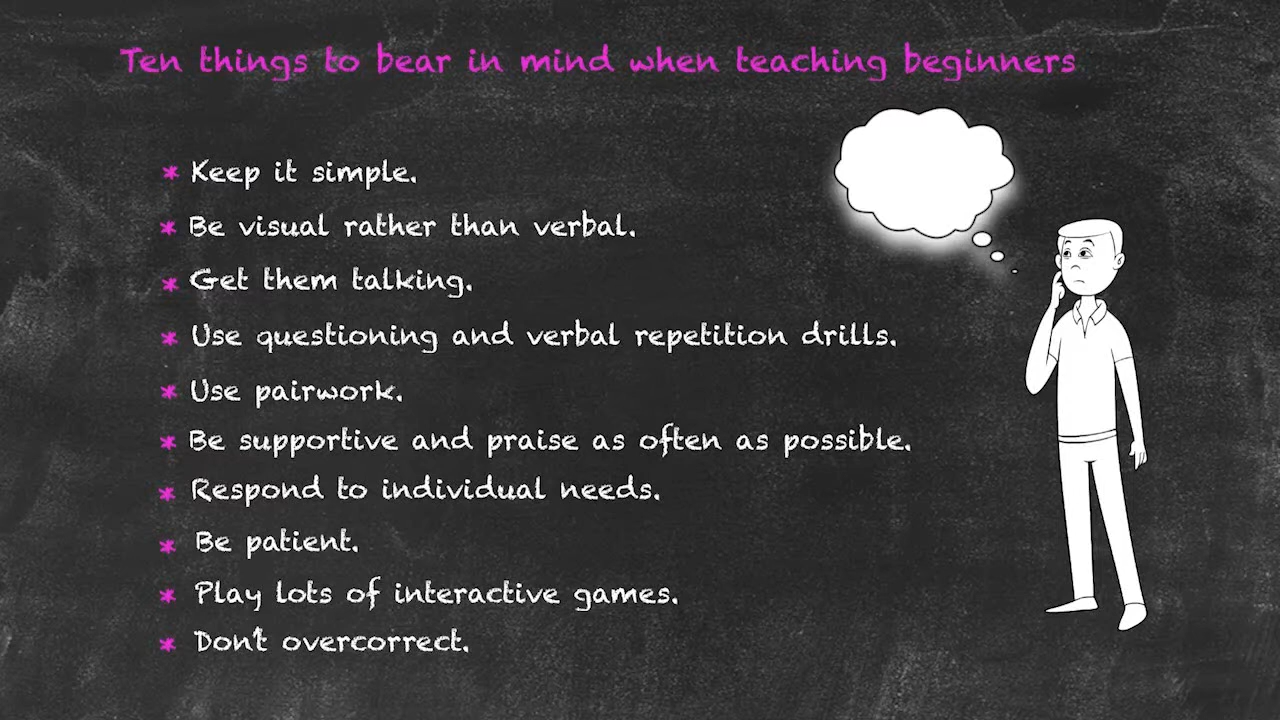 Ten things to bear in mind when teaching beginners
* Keep it simple.
* Be visual rather than verbal.
* Get them talking.
* Use questioning and verbal repetition drills.
* Use pairwork.
* Be supportive and praise as often as possible.
* Respond to individual needs.
* Be patient.
* Play lots of interactive games.
* Don't overcorrect.